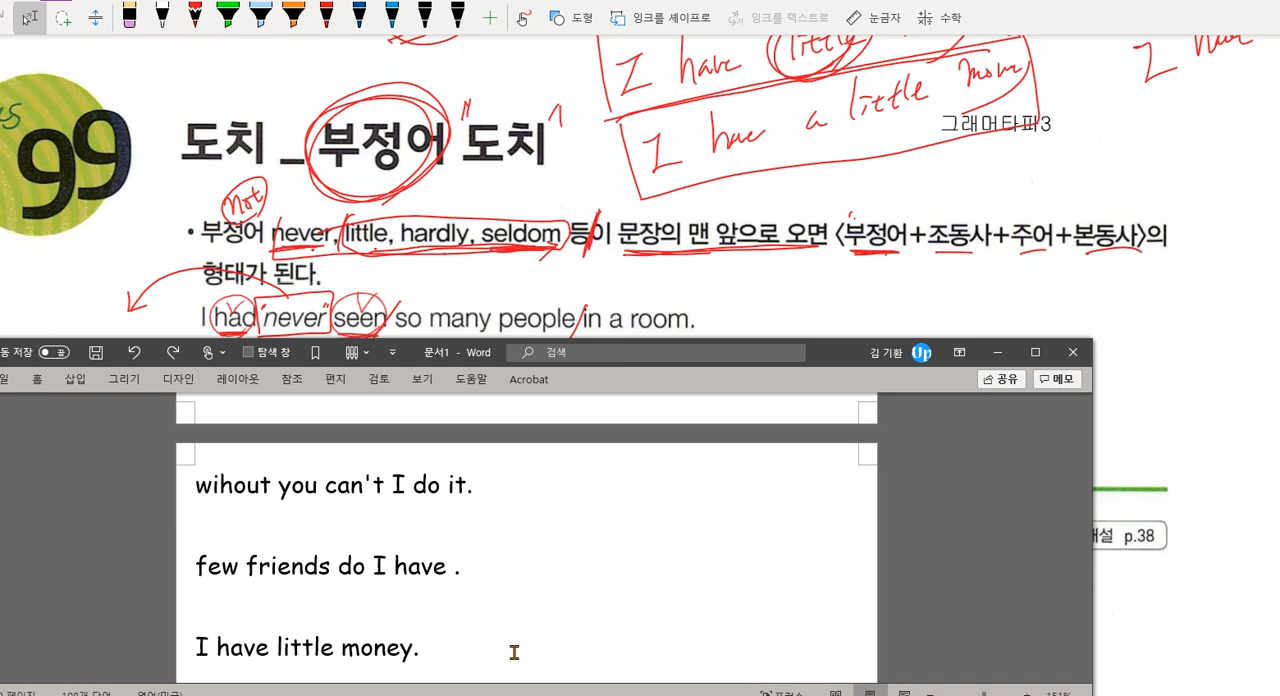 도형 잉크를 셰이프로 잉크를 텍스트로 눈금자 수학
I have little
I have a little
I have
99
도치 _ 부정어 도치
그래머타파3
not
• 부정어 never, little, hardly, seldom 등이 문장의 맨 앞으로 오면 〈부정어+조동사+주어+본동사〉의
형태가 된다.
I had never seen so many people in a room.
동 저장 탐색 창 문서1 - Word 검색 김 기환 Up
일 홈 삽입 그리기 디자인 레이아웃 참조 편지 검토 보기 도움말 Acrobat 공유 메모
wihout you can't I do it.
few friends do I have .
해설 p.38
I have little money.
151%